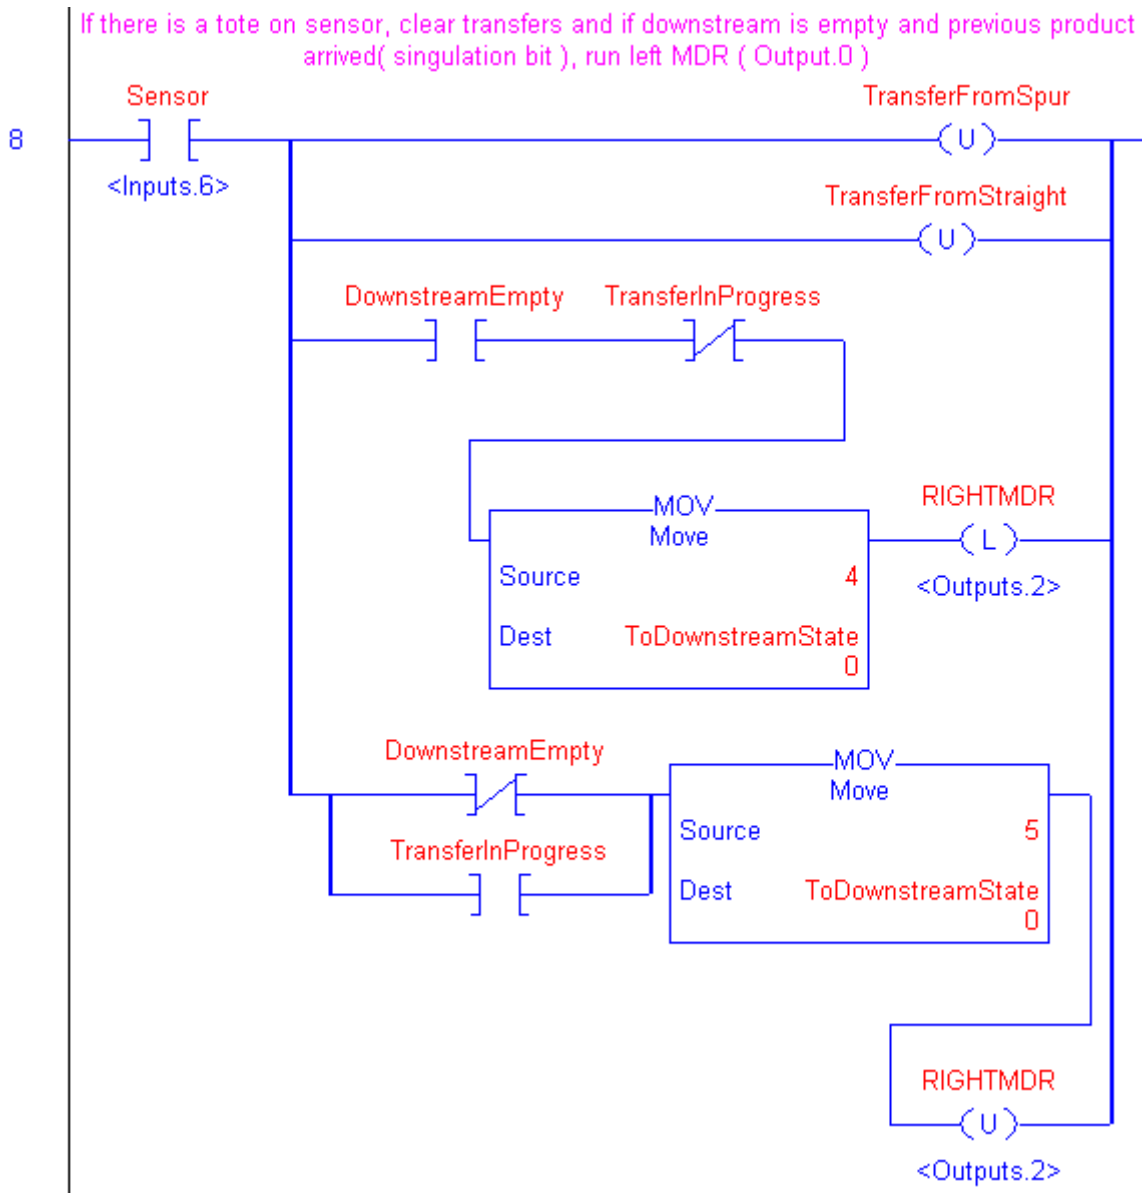 If there is a tote on sensor, clear transfers and if downstream is empty and previous product
arrived( singulation bit ), run left MDR ( Output.0 )
Sensor
TransferFromSpur
8
U
<Inputs.6>
TransferFromStraight
U
DownstreamEmpty TransferInProgress
MOV
Move
RIGHTMDR
L
Source 4
<Outputs.2>
Dest ToDownstreamState
0
DownstreamEmpty
MOV
Move
Source 5
TransferInProgress
Dest ToDownstreamState
0
RIGHTMDR
U
<Outputs.2>